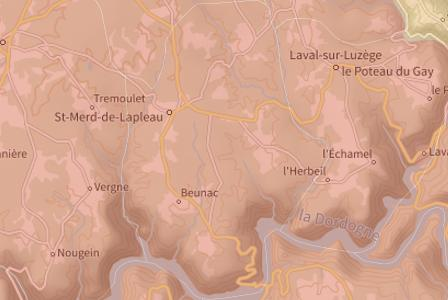 Laval-sur-Luzège
le Poteau du Gay
Tremoulet
St-Merd-de-Lapleau
l'Échamel
l'Herbeil
Vergne
Beunac
la Dordogne
Nougein